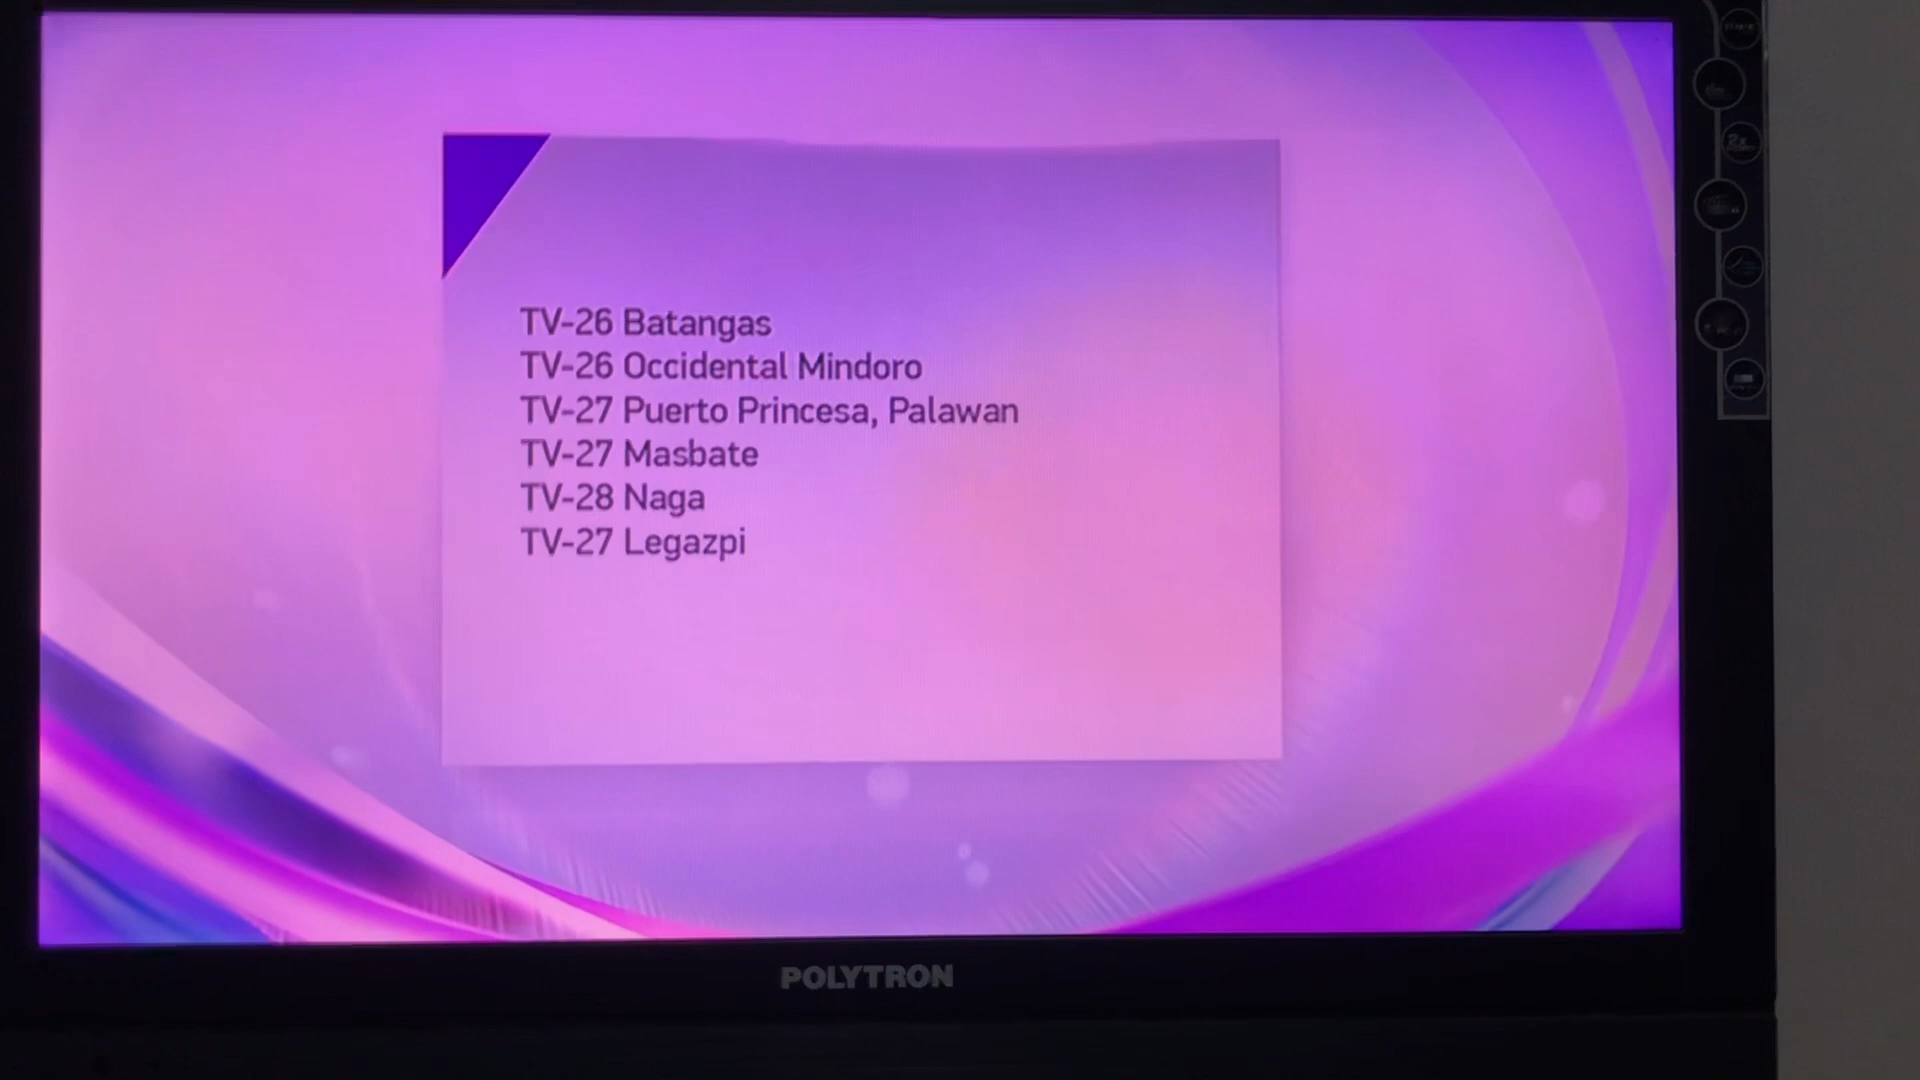 TV-26 Batangas
TV-26 Occidental Mindoro
TV-27 Puerto Princesa, Palawan
TV-27 Masbate
TV-28 Naga
TV-27 Legazpi
POLYTRON